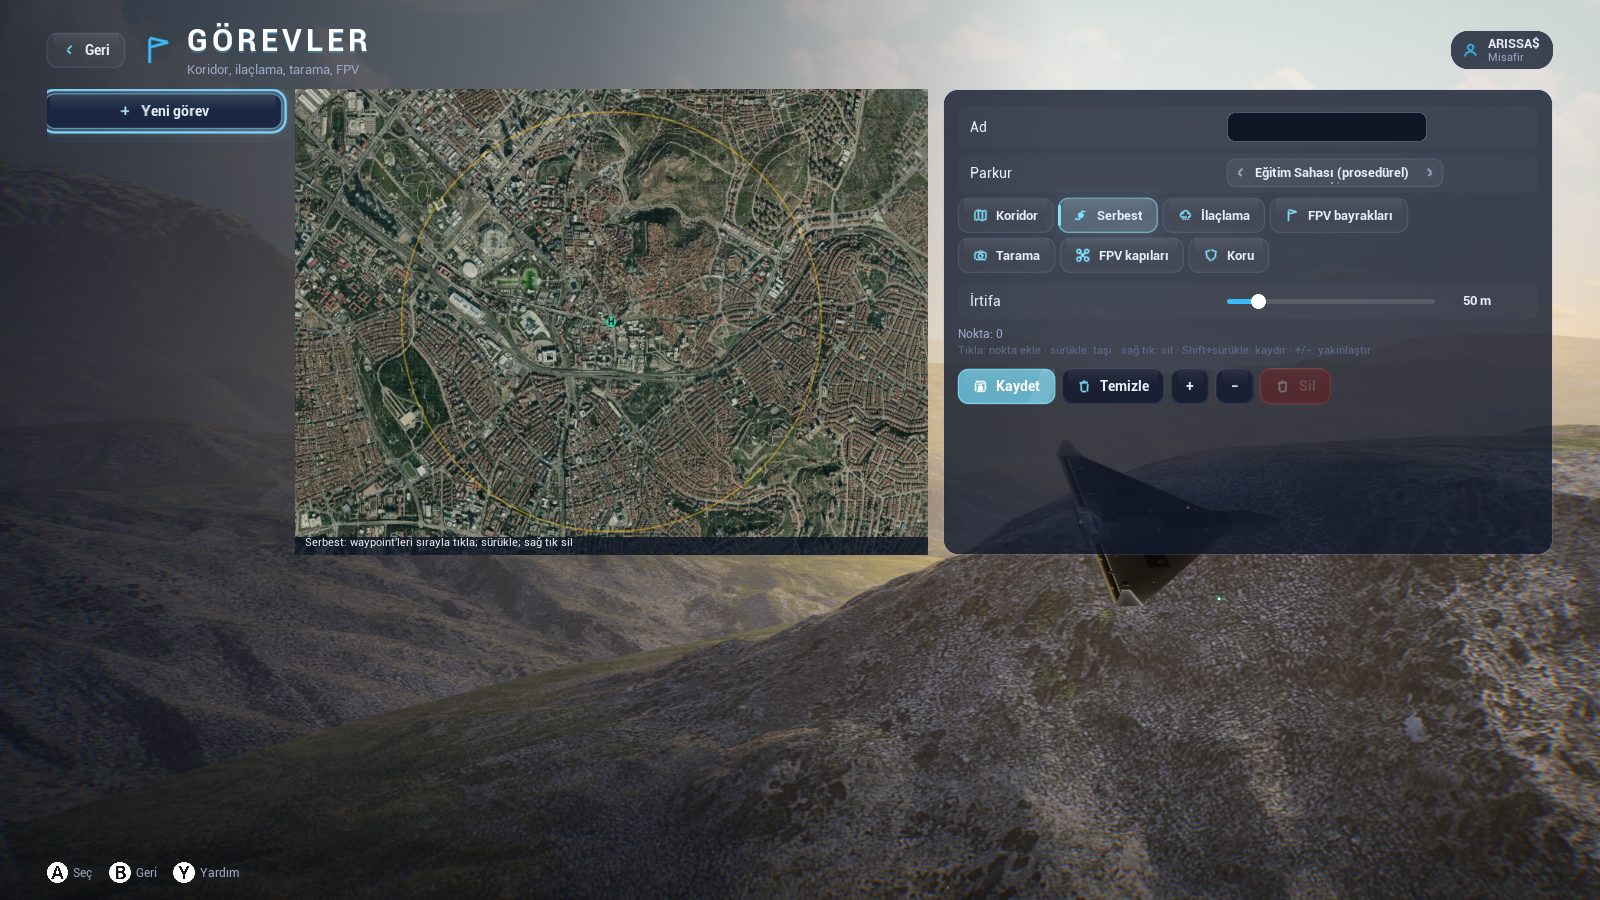 Geri
GÖREVLER
Koridor, ilaçlama, tarama, FPV
ARISSA$
Misafir
+ Yeni görev
H
Serbest: waypoint'leri sırayla tıkla; sürükle; sağ tık sil
Ad
Parkur
Eğitim Sahası (prosedürel)
Koridor Serbest İlaçlama FPV bayrakları
Tarama FPV kapıları Koru
İrtifa 50 m
Nokta: 0
Tıkla: nokta ekle · sürükle: taşı · sağ tık: sil · Shift+sürükle: kaydır · +/−: yakınlaştır
Kaydet Temizle + − Sil
A Seç B Geri Y Yardım